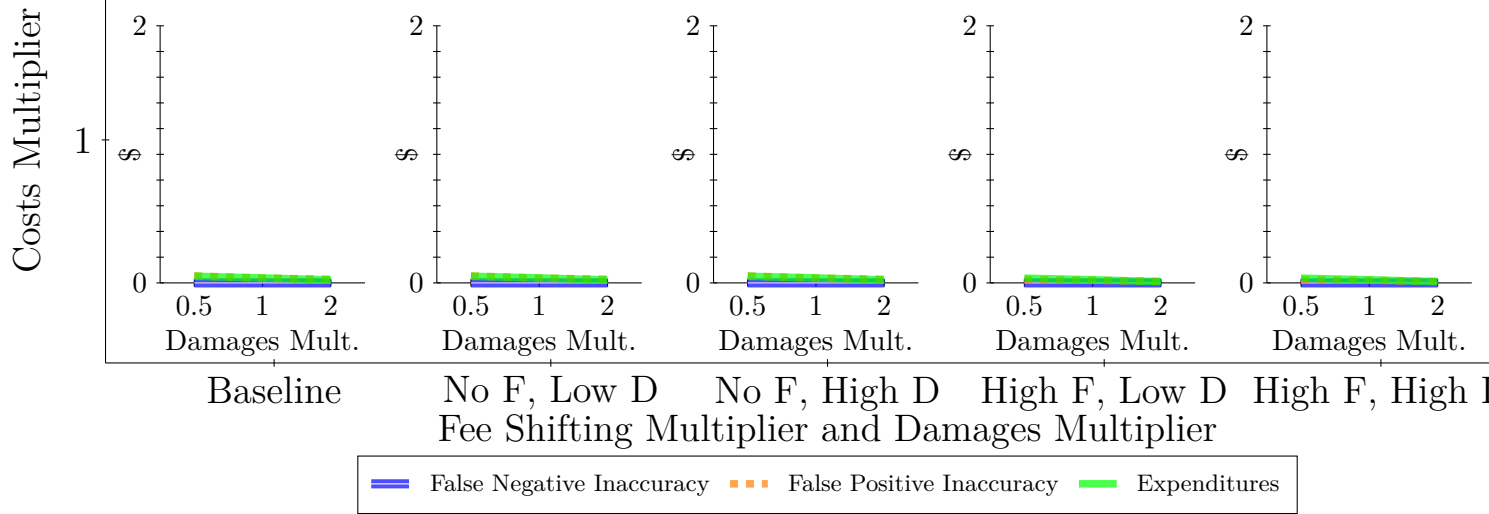 Costs Multiplier
1
2
0
$
0.5 1 2
Damages Mult.
2
0
$
0.5 1 2
Damages Mult.
2
0
$
0.5 1 2
Damages Mult.
2
0
$
0.5 1 2
Damages Mult.
2
0
$
0.5 1 2
Damages Mult.
Baseline
No F, Low D
No F, High D
High F, Low D
High F, High
Fee Shifting Multiplier and Damages Multiplier
False Negative Inaccuracy
False Positive Inaccuracy
Expenditures